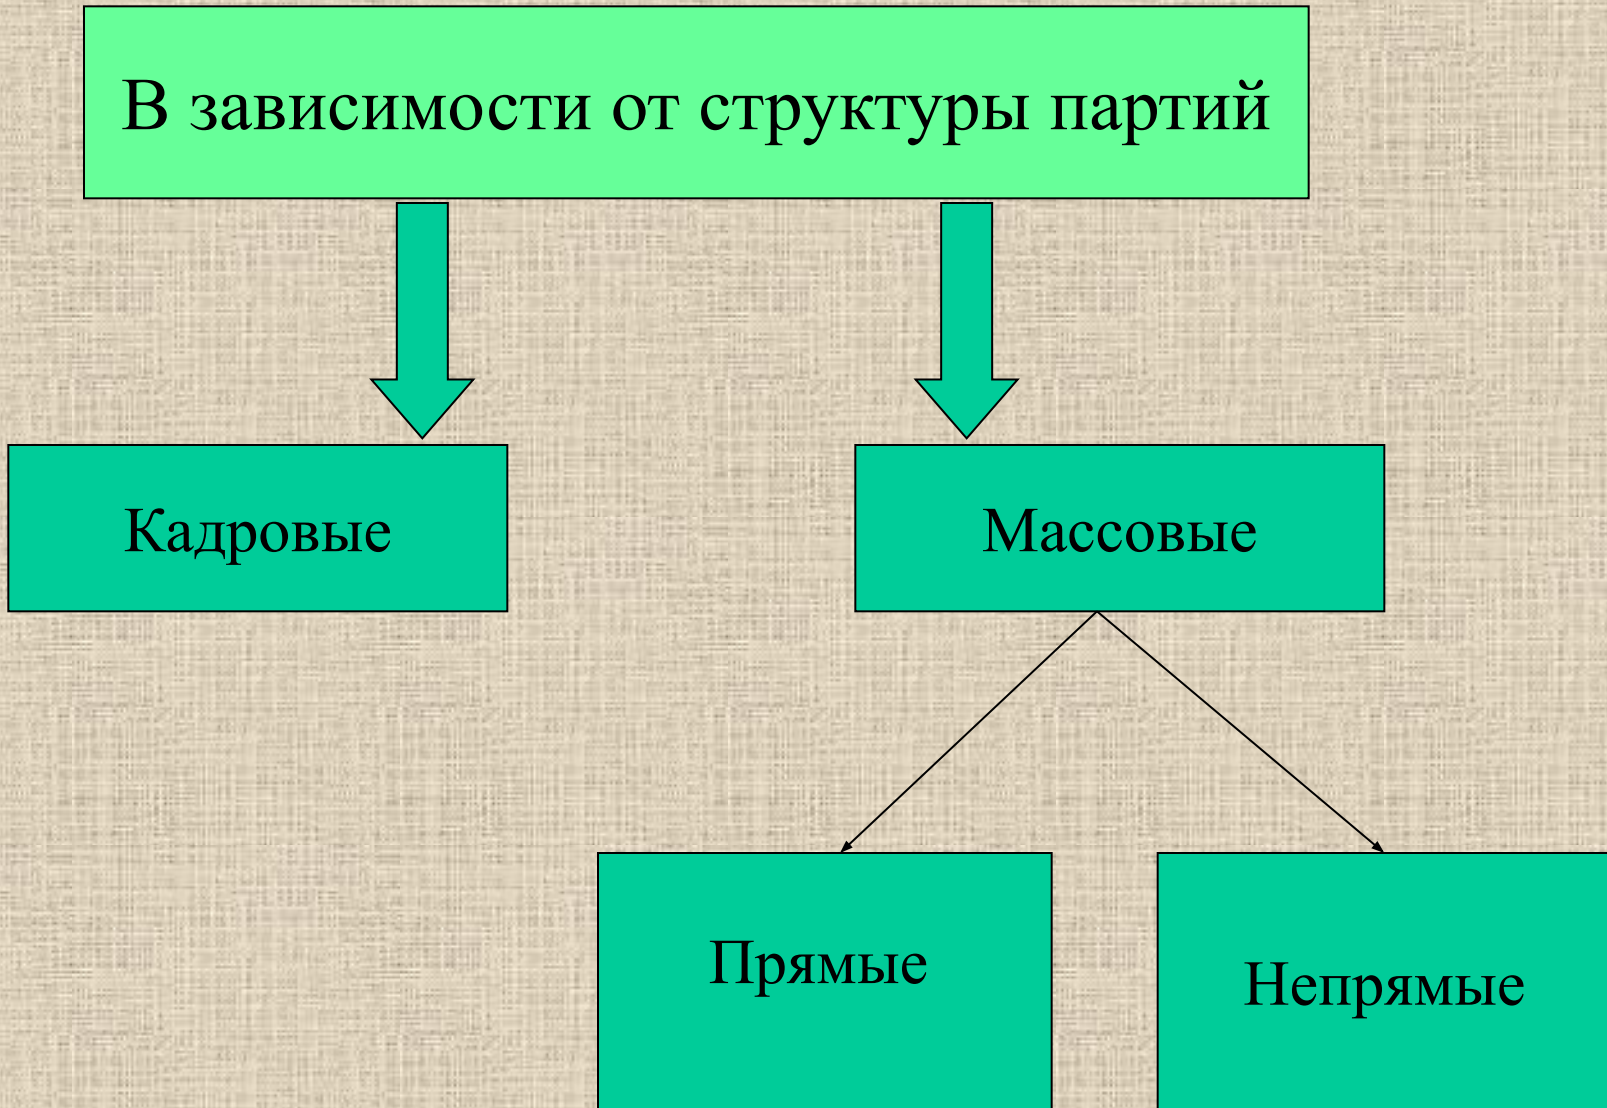 В зависимости от структуры партий
Кадровые
Массовые
Прямые
Непрямые